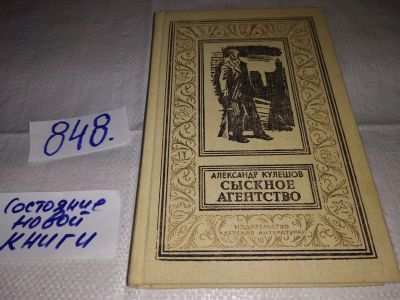 848.
Состояние
новой
книги
АЛЕКСАНДР КУЛЕШОВ
СЫСКНОЕ
АГЕНТСТВО
ИЗДАТЕЛЬСТВО
«ДЕТСКАЯ ЛИТЕРАТУРА»